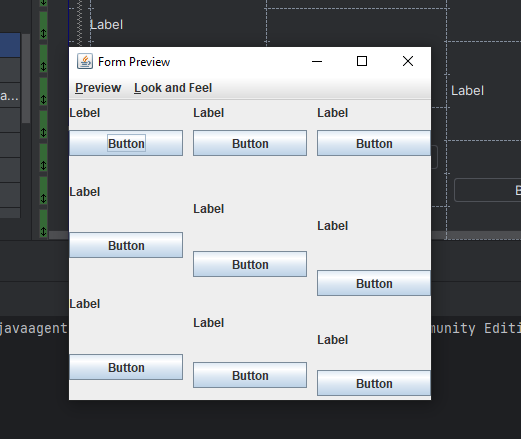 Label
Form Preview
a...
Preview Look and Feel
Lebel Label Label
Label
Button Button Button
B
Label
Label
Label
Button
Button
Button
Label
Label
javaagent munity Editi
Label
Button
Button
Button